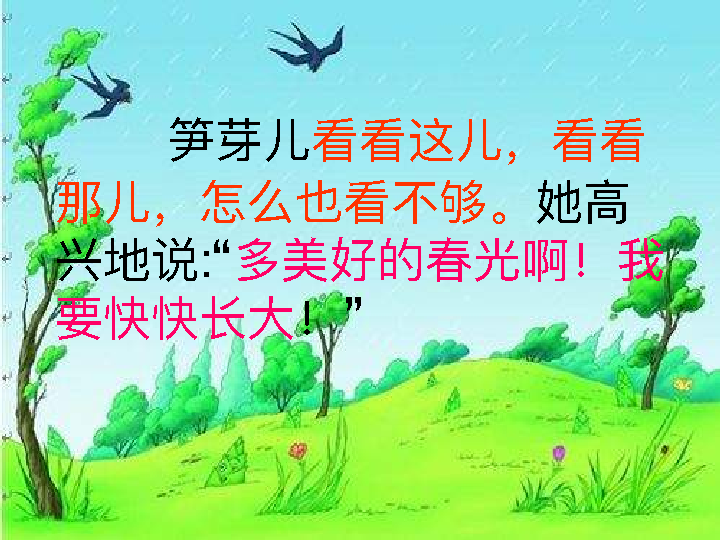 笋芽儿看看这儿，看看
那儿，怎么也看不够。她高
兴地说:“多美好的春光啊！我
要快快长大！”